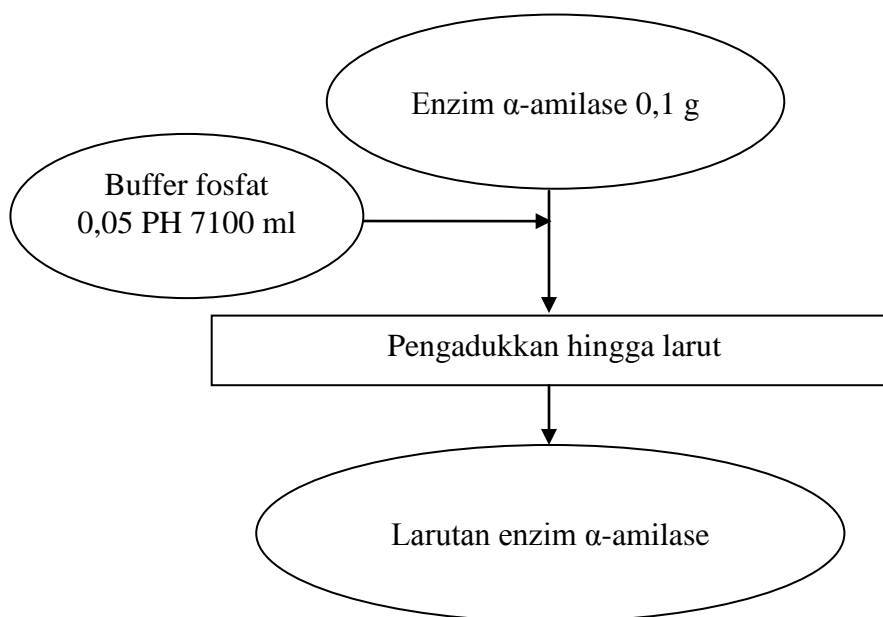 Enzim α-amilase 0,1 g
Buffer fosfat
0,05 PH 7100 ml
Pengadukkan hingga larut
Larutan enzim α-amilase